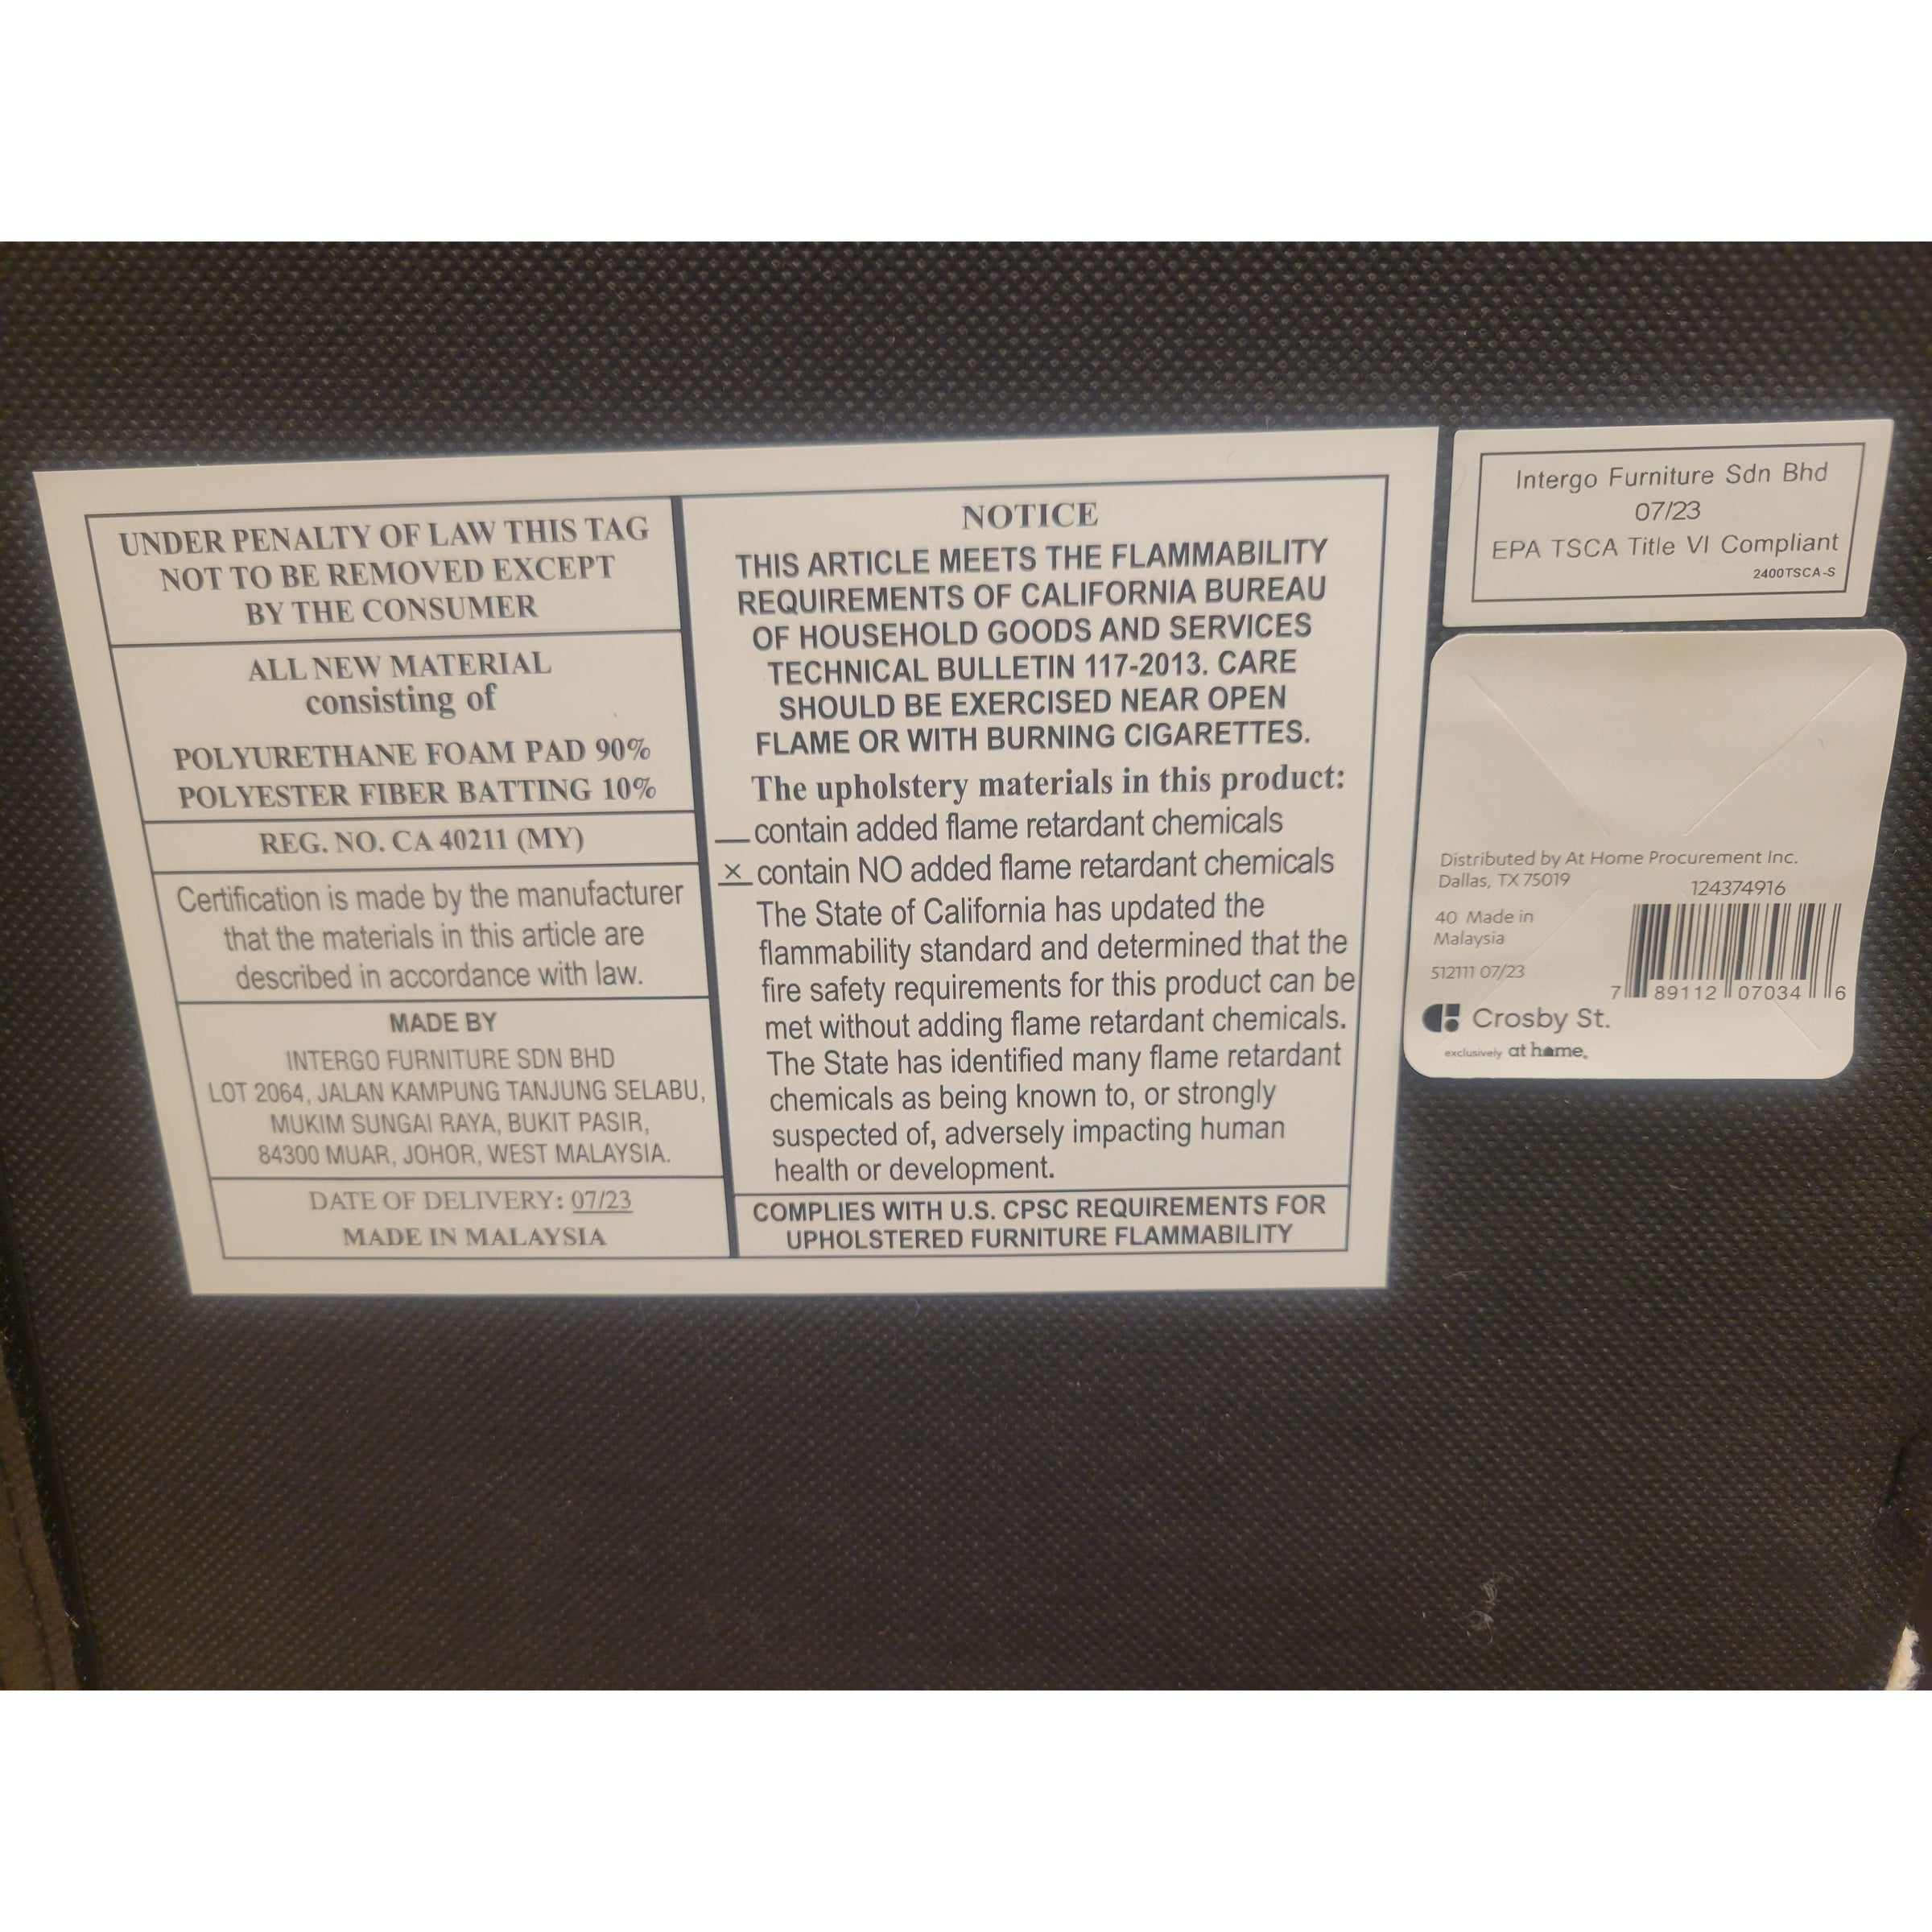 UNDER PENALTY OF LAW THIS TAG
NOT TO BE REMOVED EXCEPT
BY THE CONSUMER
ALL NEW MATERIAL
consisting of
POLYURETHANE FOAM PAD 90%
POLYESTER FIBER BATTING 10%
REG. NO. CA 40211 (MY)
Certification is made by the manufacturer
that the materials in this article are
described in accordance with law.
MADE BY
INTERGO FURNITURE SDN BHD
LOT 2064, JALAN KAMPUNG TANJUNG SELABU,
MUKIM SUNGAI RAYA, BUKIT PASIR,
84300 MUAR, JOHOR, WEST MALAYSIA.
DATE OF DELIVERY: 07/23
MADE IN MALAYSIA
NOTICE
THIS ARTICLE MEETS THE FLAMMABILITY
REQUIREMENTS OF CALIFORNIA BUREAU
OF HOUSEHOLD GOODS AND SERVICES
TECHNICAL BULLETIN 117-2013. CARE
SHOULD BE EXERCISED NEAR OPEN
FLAME OR WITH BURNING CIGARETTES.
The upholstery materials in this product:
__ contain added flame retardant chemicals
X contain NO added flame retardant chemicals
The State of California has updated the
flammability standard and determined that the
fire safety requirements for this product can be
met without adding flame retardant chemicals.
The State has identified many flame retardant
chemicals as being known to, or strongly
suspected of, adversely impacting human
health or development.
COMPLIES WITH U.S. CPSC REQUIREMENTS FOR
UPHOLSTERED FURNITURE FLAMMABILITY
Intergo Furniture Sdn Bhd
07/23
EPA TSCA Title VI Compliant
2400TSCA-S
Distributed by At Home Procurement Inc.
Dallas, TX 75019
124374916
40 Made in
Malaysia
512111 07/23
7 89112 07034 6
Crosby St.
exclusively at home.